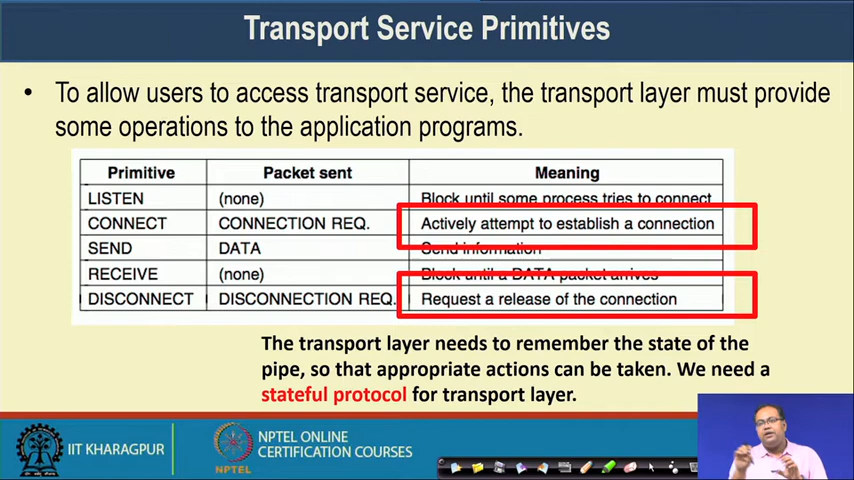 Transport Service Primitives
• To allow users to access transport service, the transport layer must provide
some operations to the application programs.
Primitive Packet sent Meaning
LISTEN (none) Block until some process tries to connect
CONNECT CONNECTION REQ. Actively attempt to establish a connection
SEND DATA Send information
RECEIVE (none) Block until a DATA packet arrives
DISCONNECT DISCONNECTION REQ. Request a release of the connection
The transport layer needs to remember the state of the
pipe, so that appropriate actions can be taken. We need a
stateful protocol for transport layer.
IIT KHARAGPUR
NPTEL
NPTEL ONLINE
CERTIFICATION COURSES